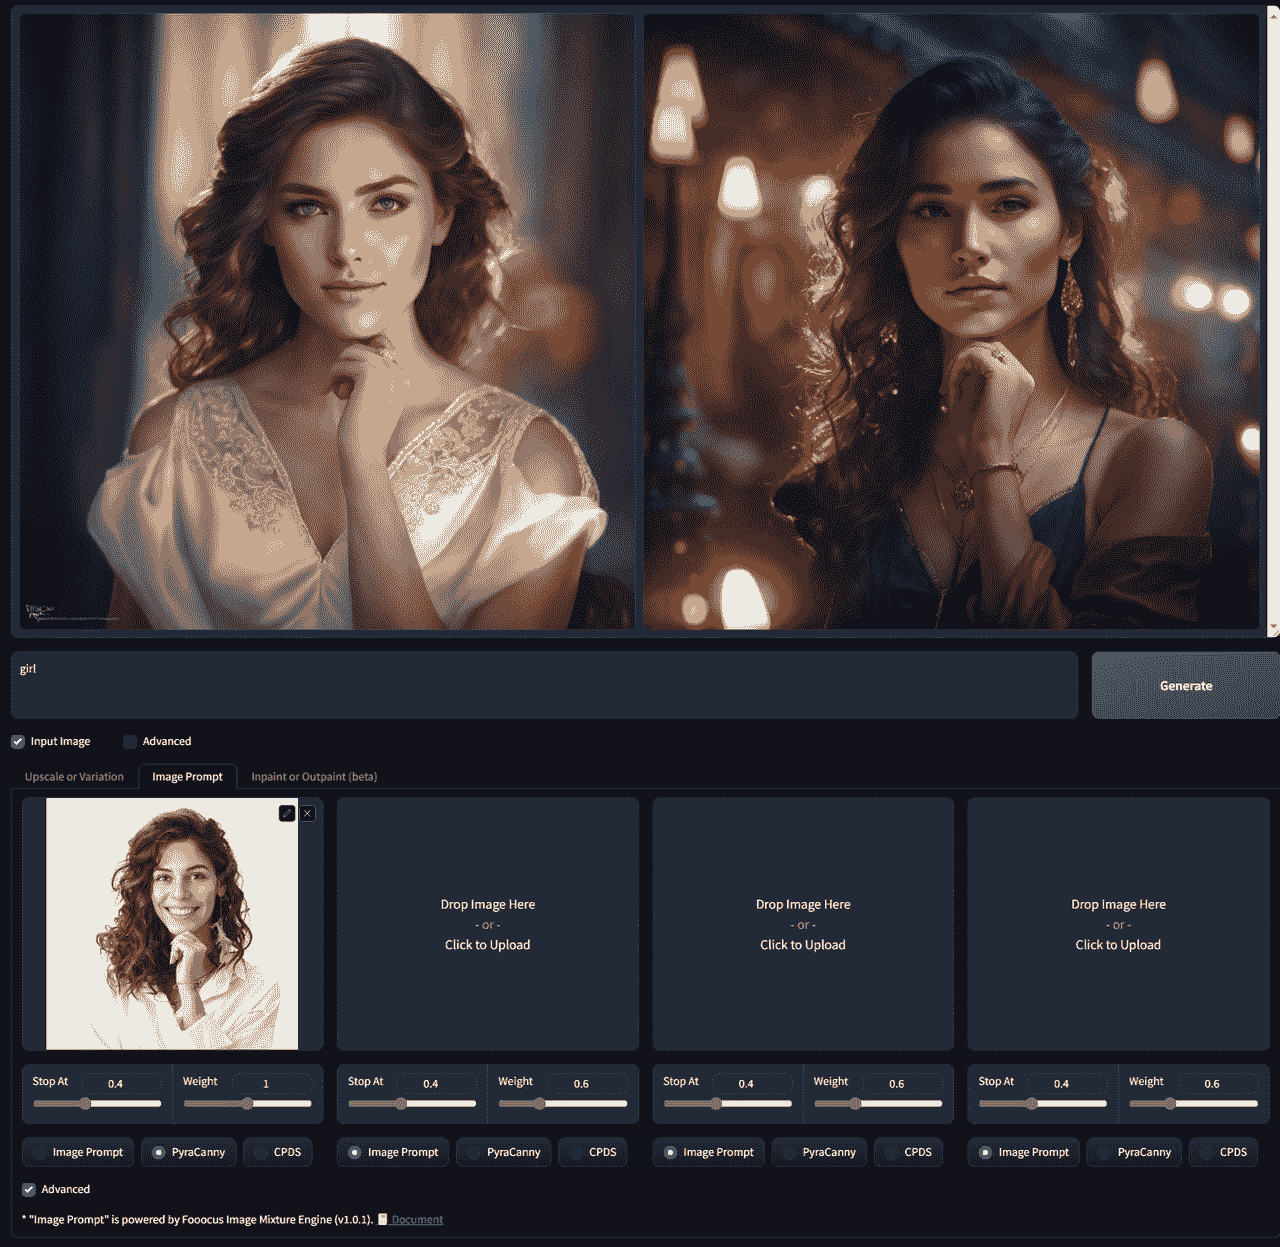 girl
Generate
Input Image
Advanced
Upscale or Variation
Image Prompt
Inpaint or Outpaint (beta)
Drop Image Here
- or -
Click to Upload
Drop Image Here
- or -
Click to Upload
Drop Image Here
- or -
Click to Upload
Stop At 0.4 Weight 1
Stop At 0.4 Weight 0.6
Stop At 0.4 Weight 0.6
Stop At 0.4 Weight 0.6
Image Prompt PyraCanny CPDS
Image Prompt PyraCanny CPDS
Image Prompt PyraCanny CPDS
Image Prompt PyraCanny CPDS
Advanced
* "Image Prompt" is powered by Fooocus Image Mixture Engine (v1.0.1). Document